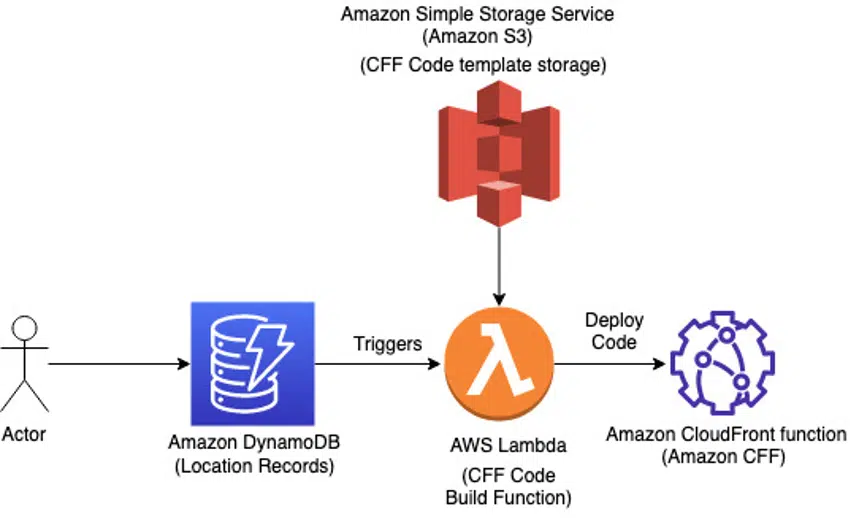 Amazon Simple Storage Service
(Amazon S3)
(CFF Code template storage)
Triggers
Deploy
Code
Actor
Amazon DynamoDB
(Location Records)
AWS Lambda
(CFF Code
Build Function)
Amazon CloudFront function
(Amazon CFF)